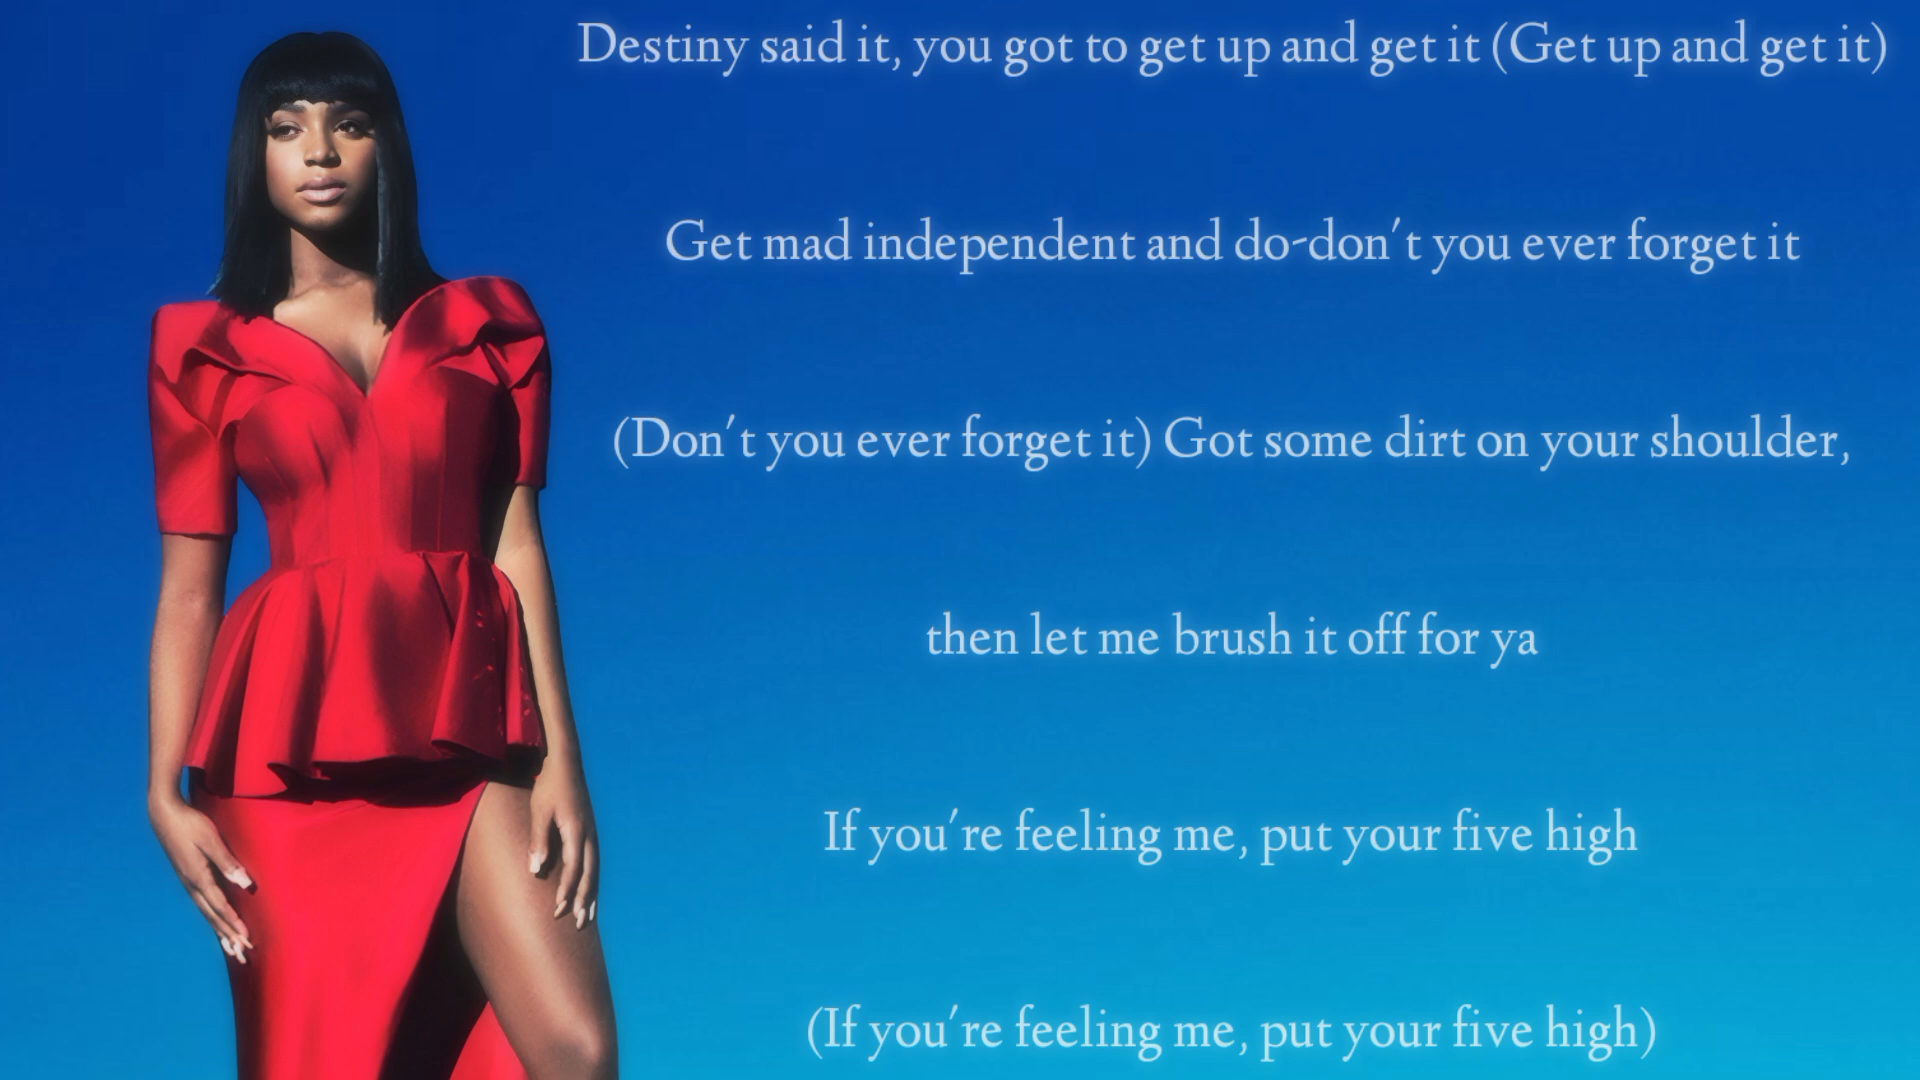 Destiny said it, you got to get up and get it (Get up and get it)
Get mad independent and do-don't you ever forget it
(Don't you ever forget it) Got some dirt on your shoulder,
then let me brush it off for ya
If you're feeling me, put your five high
(If you're feeling me, put your five high)